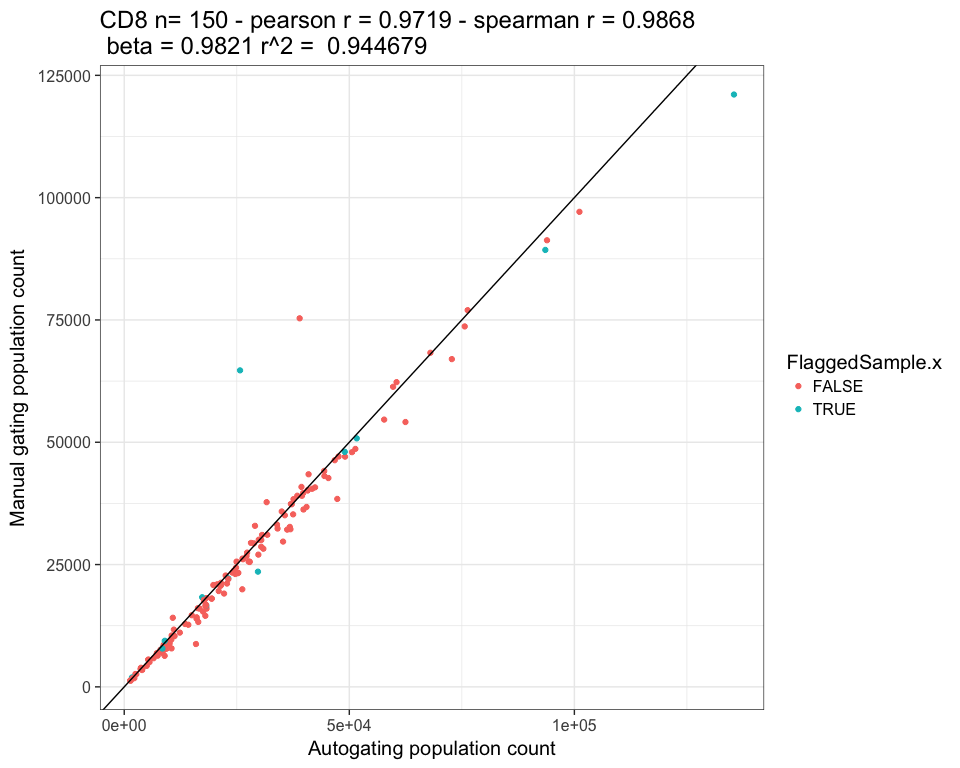 CD8 n= 150 - pearson r = 0.9719 - spearman r = 0.9868
beta = 0.9821 r^2 =  0.944679
125000
100000
75000
50000
25000
0
Manual gating population count
0e+00
5e+04
1e+05
Autogating population count
FlaggedSample.x
FALSE
TRUE